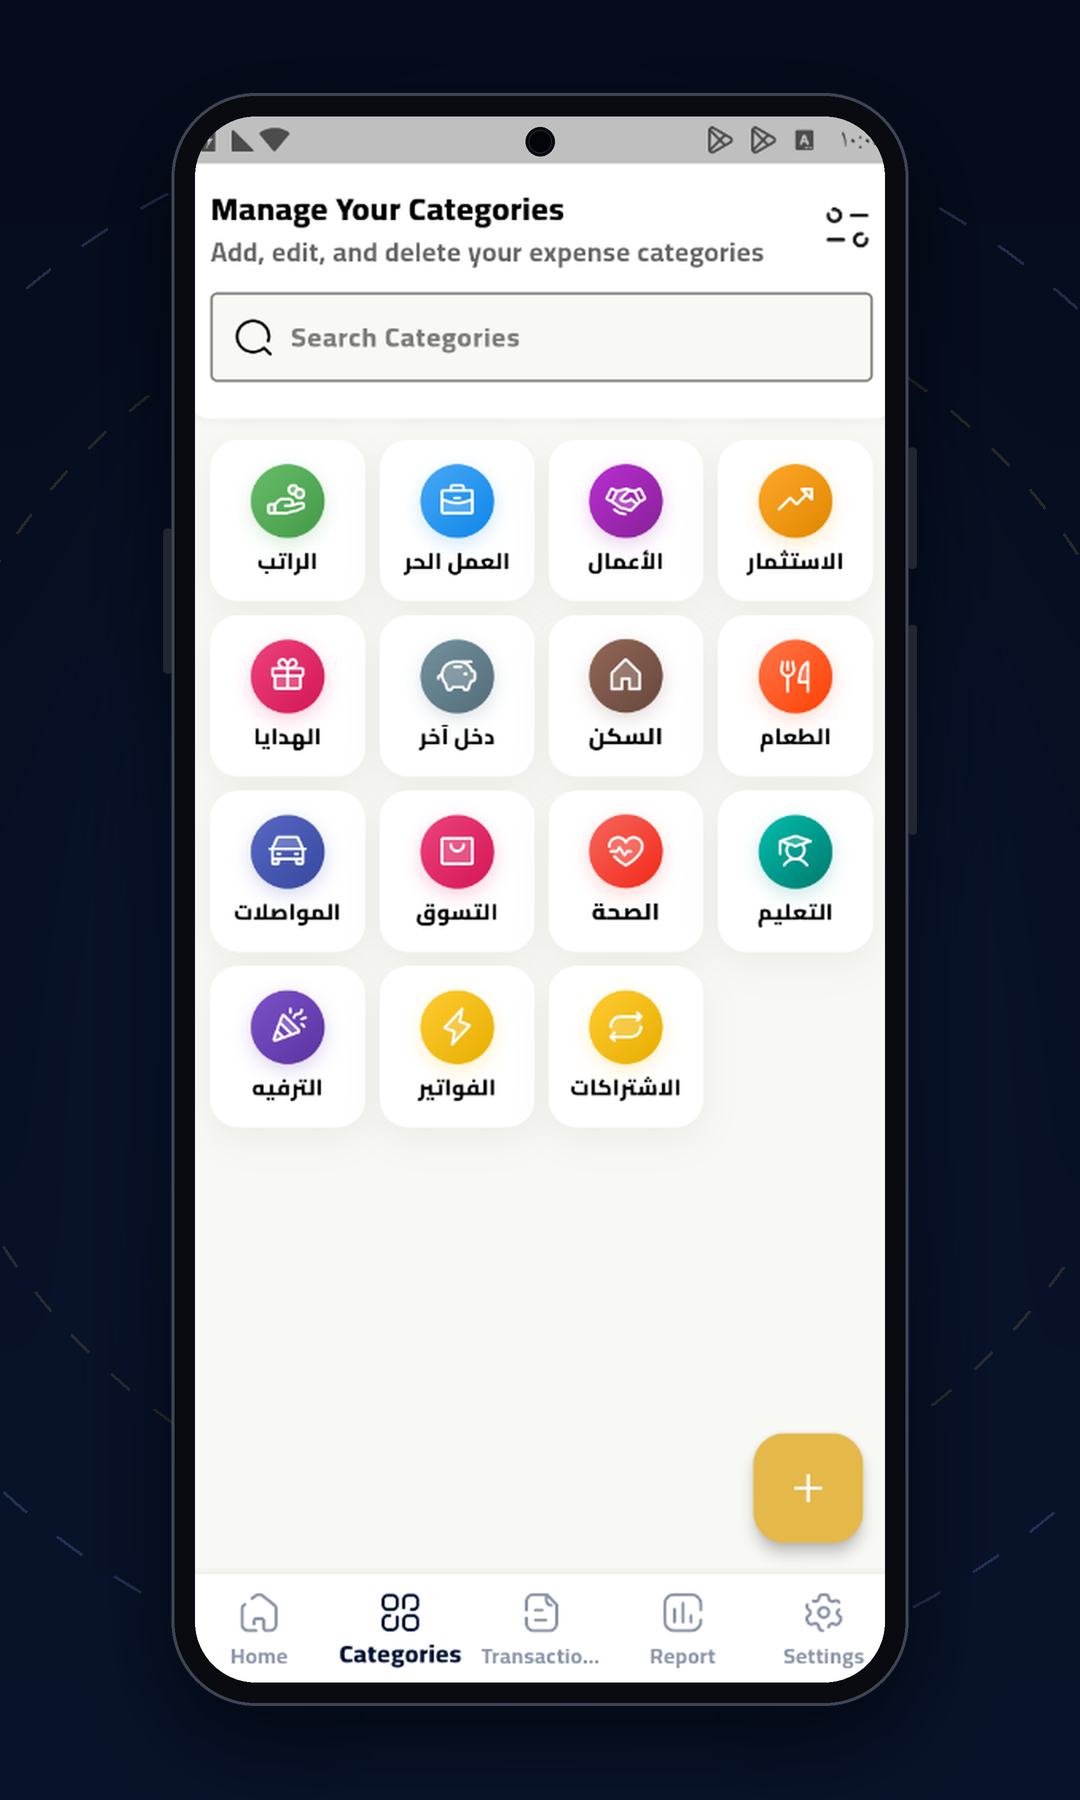 Manage Your Categories
Add, edit, and delete your expense categories
Search Categories
الراتب
العمل الحر
الأعمال
الاستثمار
الهدايا
دخل آخر
السكن
الطعام
المواصلات
التسوق
الصحة
التعليم
الترفيه
الفواتير
الاشتراكات
Home
Categories
Transactio...
Report
Settings